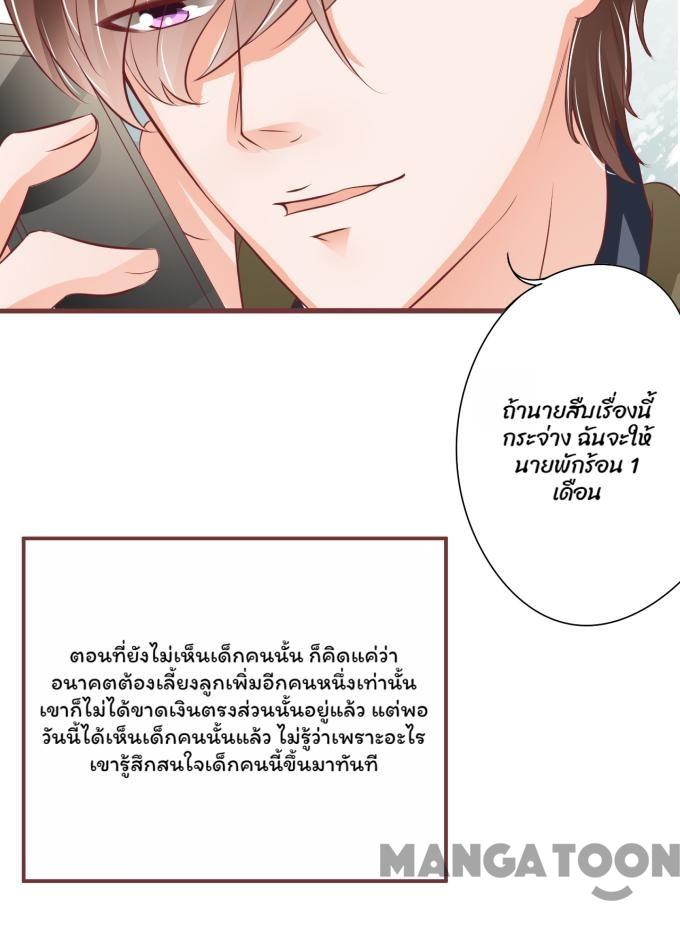 ถ้านายสืบเรื่องนี้
กระจ่าง ฉันจะให้
นายพักร้อน 1
เดือน
ตอนที่ยังไม่เห็นเด็กคนนั้น ก็คิดแค่ว่า
อนาคตต้องเลี้ยงลูกเพิ่มอีกคนหนึ่งเท่านั้น
เขาก็ไม่ได้ขาดเงินตรงส่วนนั้นอยู่แล้ว แต่พอ
วันนี้ได้เห็นเด็กคนนั้นแล้ว ไม่รู้ว่าเพราะอะไร
เขารู้สึกสนใจเด็กคนนี้ขึ้นมาทันที
MANGATOON